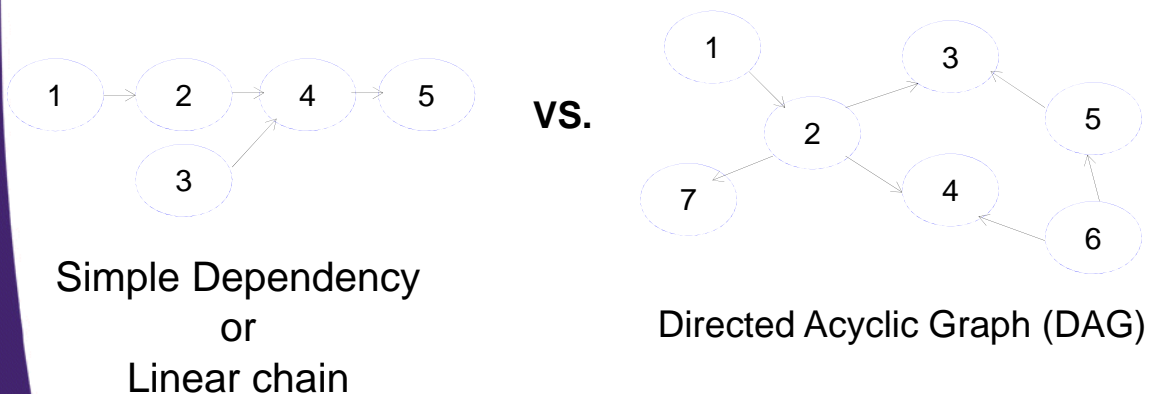 1
2
4
5
3
Simple Dependency
or
Linear chain
VS.
1
3
2
5
7
4
6
Directed Acyclic Graph (DAG)